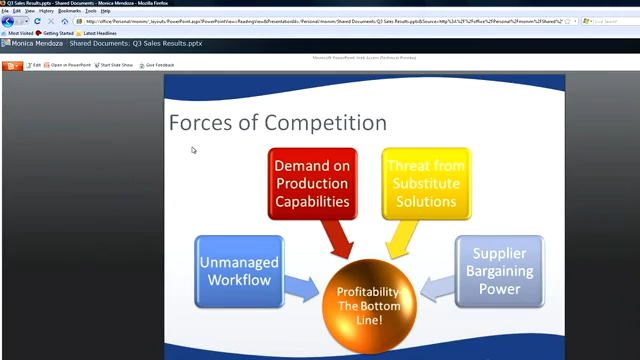 Q3 Sales Results.pptx - Shared Documents - Monica Mendoza - Mozilla Firefox
File Edit View History Bookmarks Tools Help
Most Visited Getting Started Latest Headlines
Monica Mendoza - Shared Documents: Q3 Sales Results.pptx
Microsoft PowerPoint Web Access (Technical Preview)
Edit Open in PowerPoint Start Slide Show Give Feedback
Forces of Competition
Demand on
Production
Capabilities
Threat from
Substitute
Solutions
Unmanaged
Workflow
Supplier
Bargaining
Power
Profitability-
The Bottom
Line!